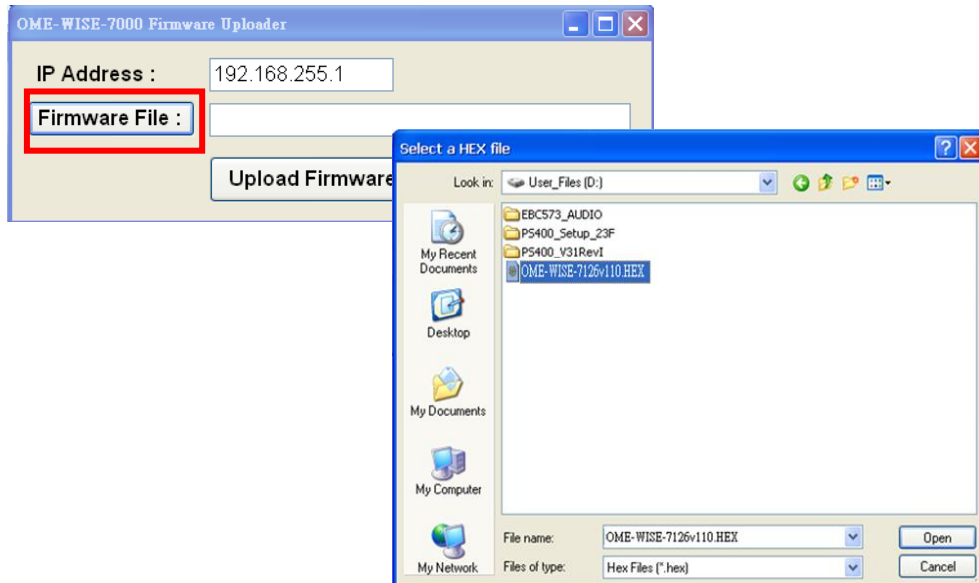 OME-WISE-7000 Firmware Uploader
IP Address :
192.168.255.1
Firmware File :
Upload Firmware
Select a HEX file
Look in:
User_Files (D:)
EBC573_AUDIO
PS400_Setup_23F
PS400_V31RevI
OME-WISE-7126v110.HEX
My Recent
Documents
Desktop
My Documents
My Computer
My Network
File name:
OME-WISE-7126v110.HEX
Open
Files of type:
Hex Files (*.hex)
Cancel